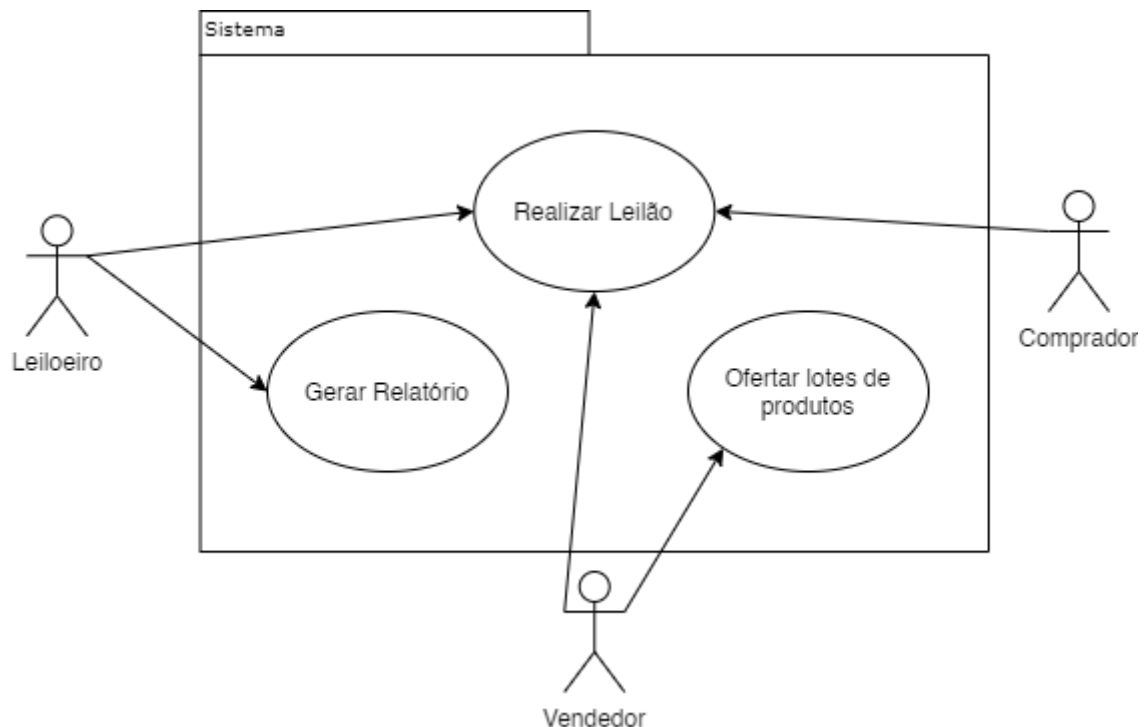 Sistema
Realizar Leilão
Leiloeiro
Comprador
Gerar Relatório
Ofertar lotes de
produtos
Vendedor